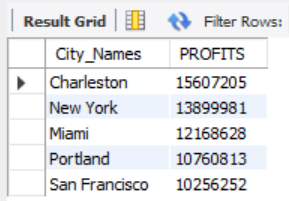 Result Grid Filter Rows:
City_Names PROFITS
Charleston 15607205
New York 13899981
Miami 12168628
Portland 10760813
San Francisco 10256252